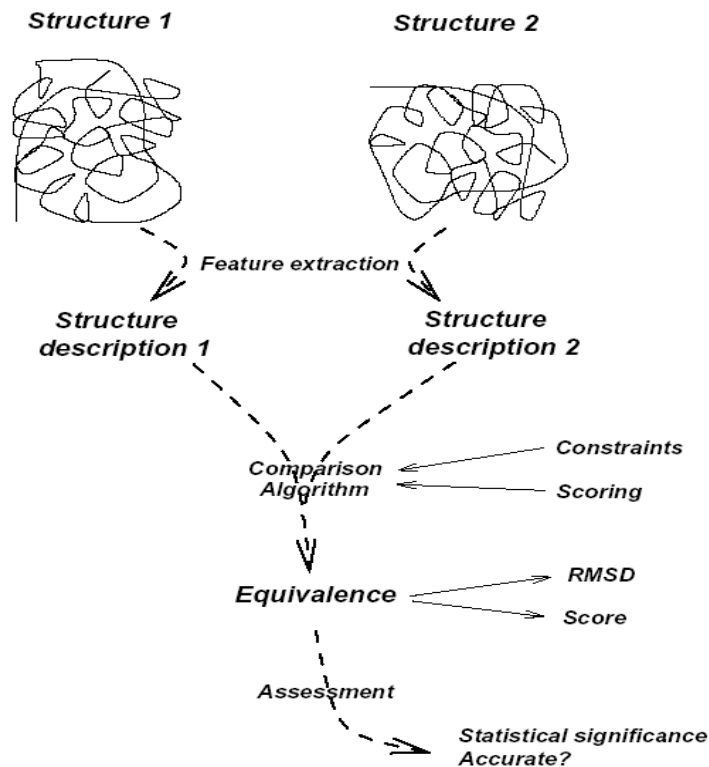 Structure 1
Structure 2
Feature extraction
Structure
description 1
Structure
description 2
Comparison
Algorithm
Constraints
Scoring
Equivalence
RMSD
Score
Assessment
Statistical significance
Accurate?